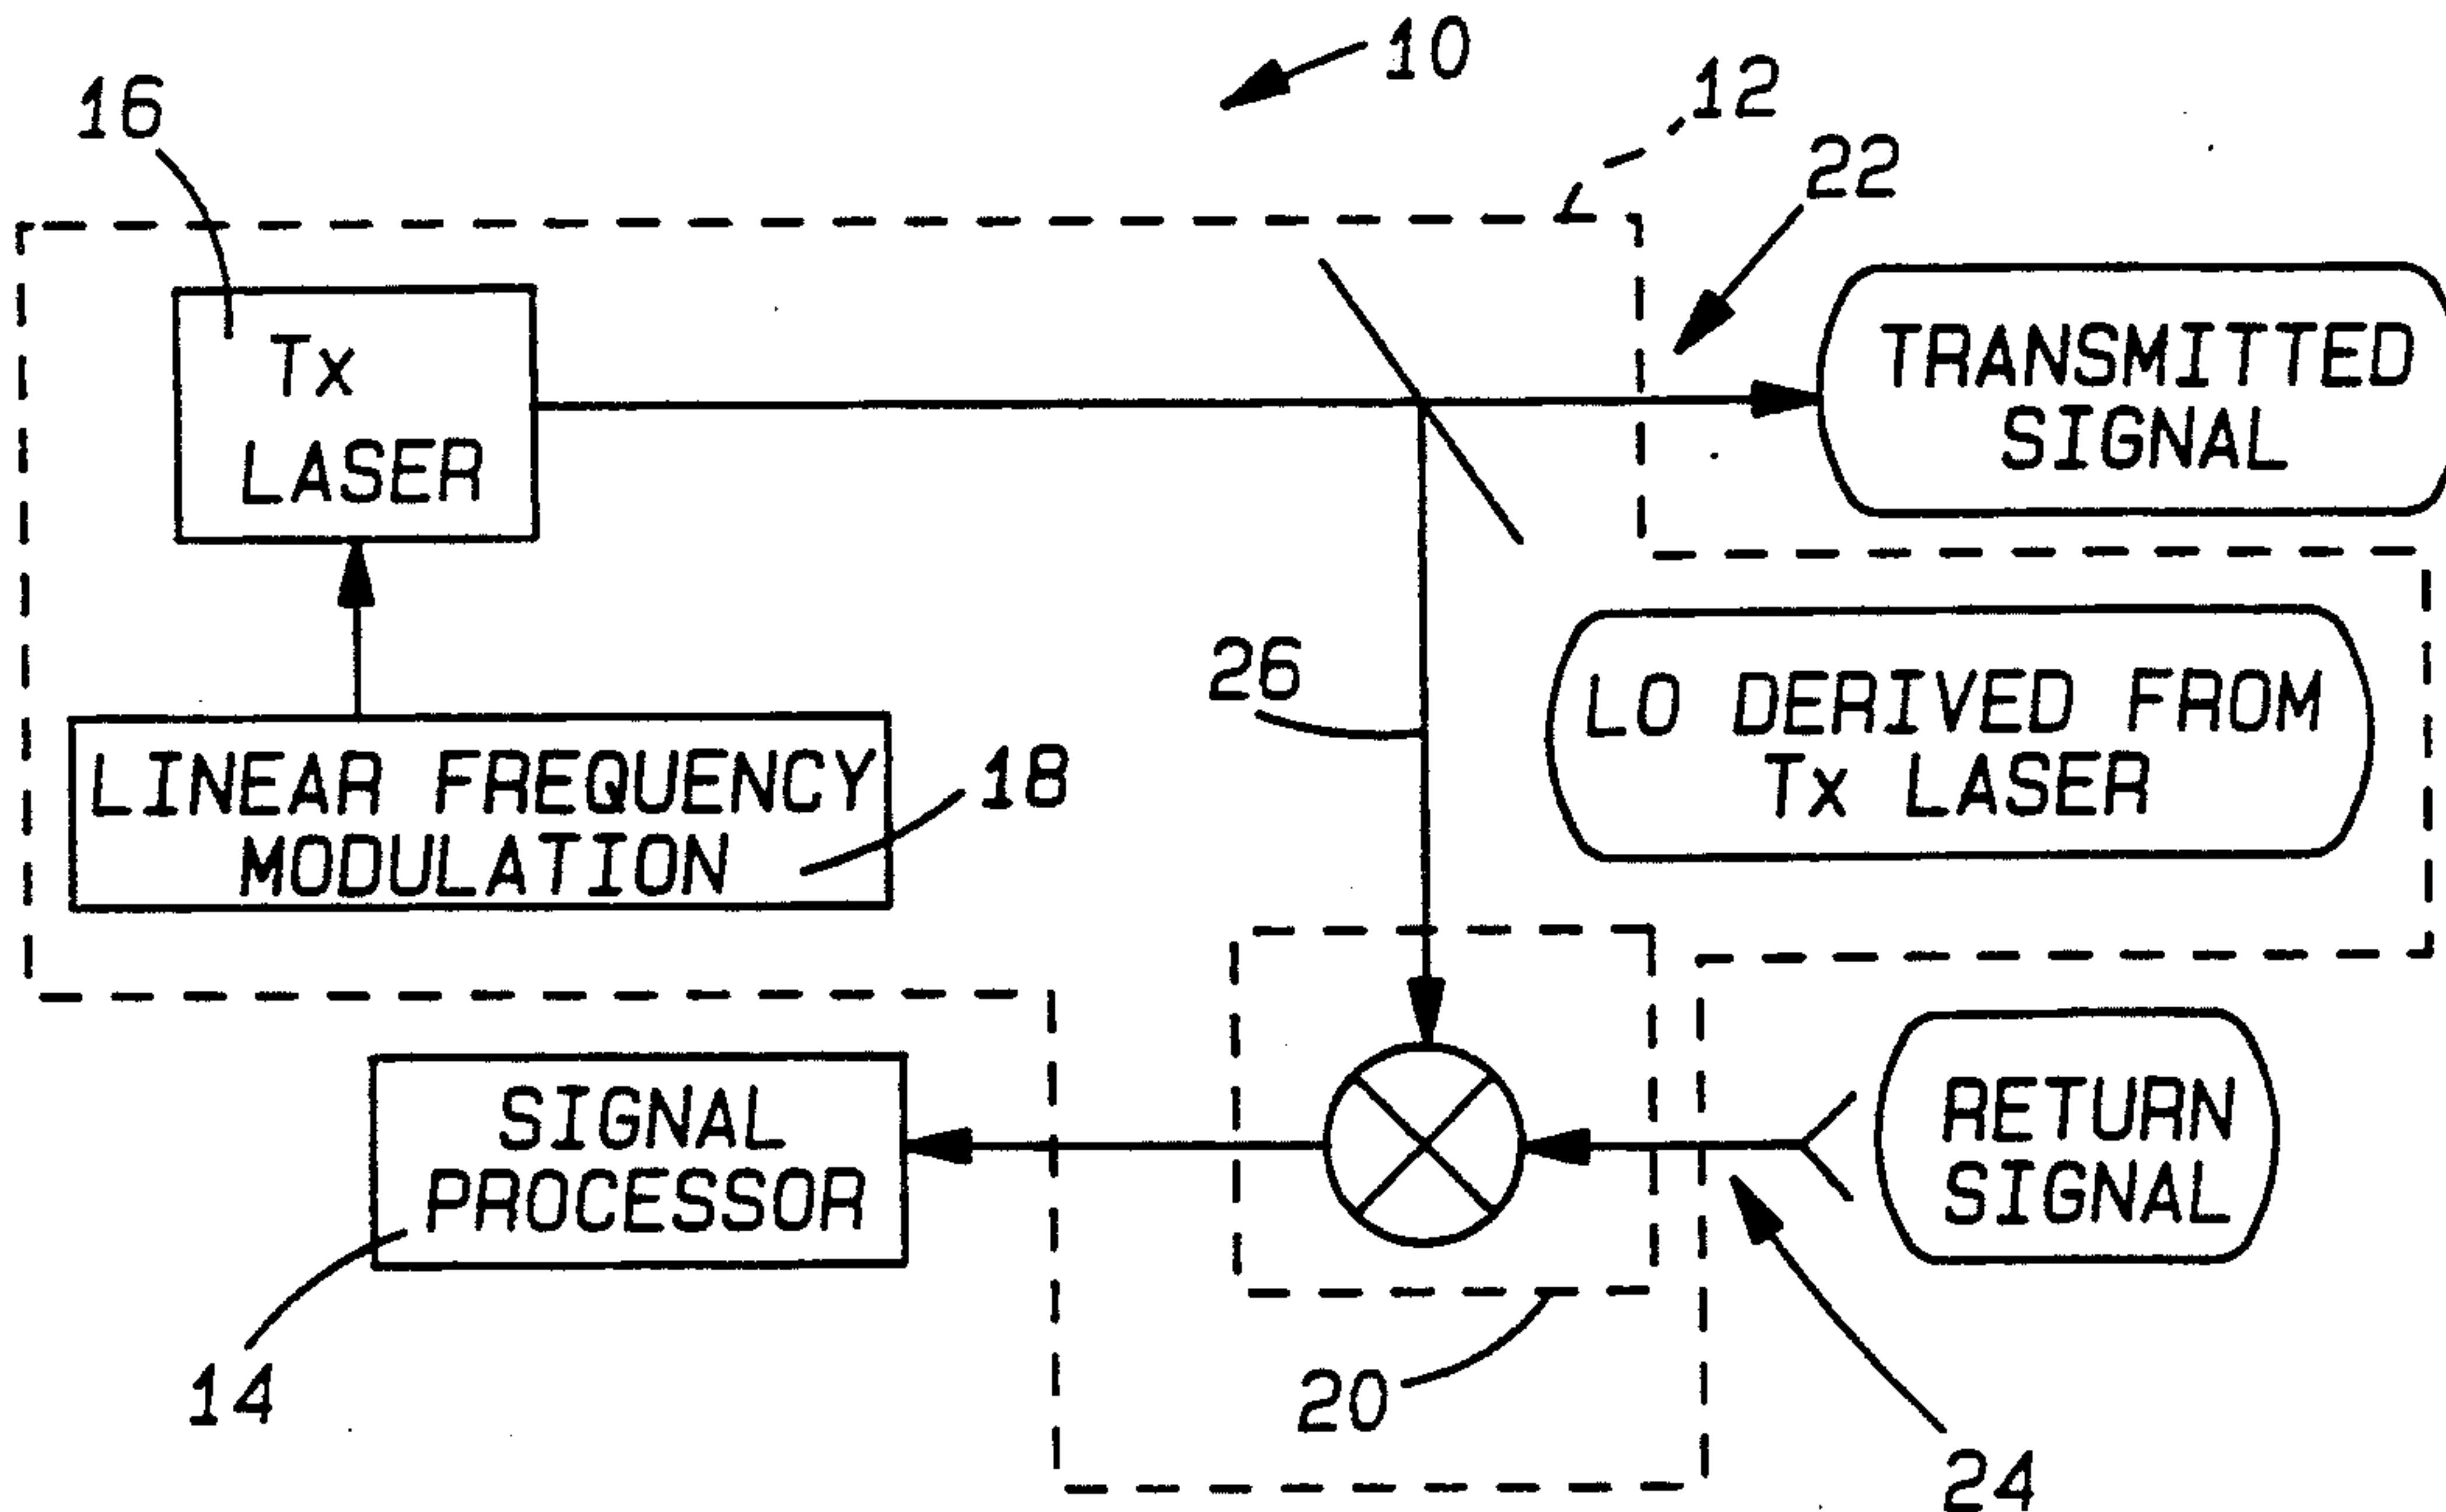 10
12
16
22
Tx
LASER
TRANSMITTED
SIGNAL
26
LO DERIVED FROM
Tx LASER
LINEAR FREQUENCY
MODULATION
18
SIGNAL
PROCESSOR
RETURN
SIGNAL
14
20
24